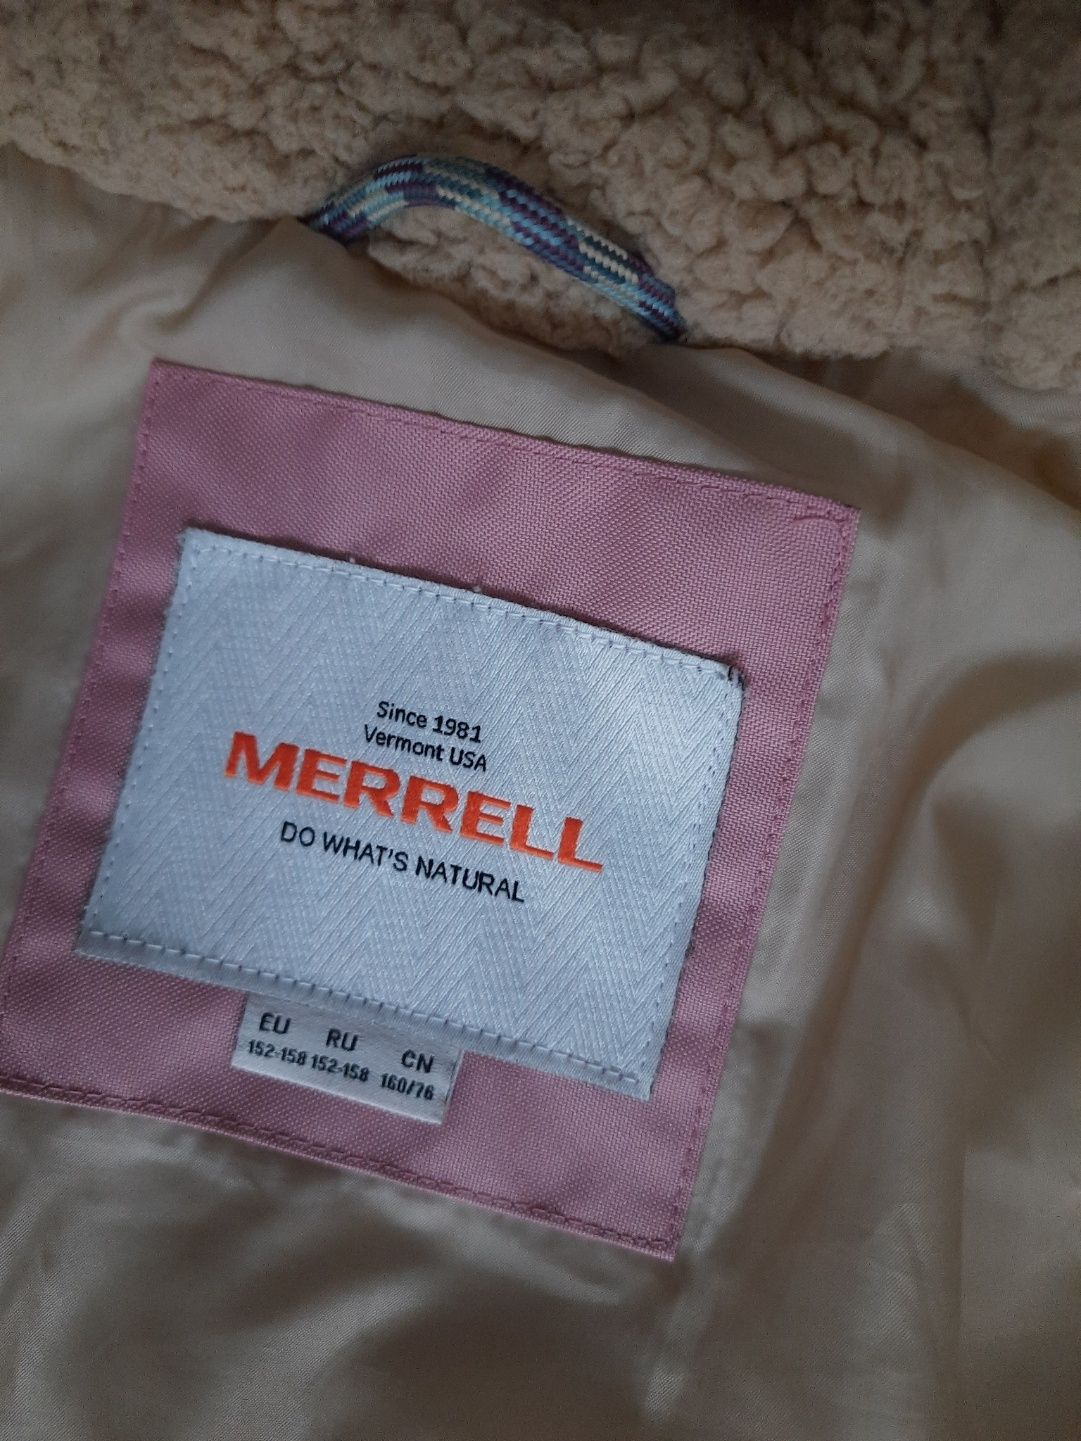 Since 1981
Vermont USA
MERRELL
DO WHAT'S NATURAL
EU RU CN
152-158 152-158 160/76